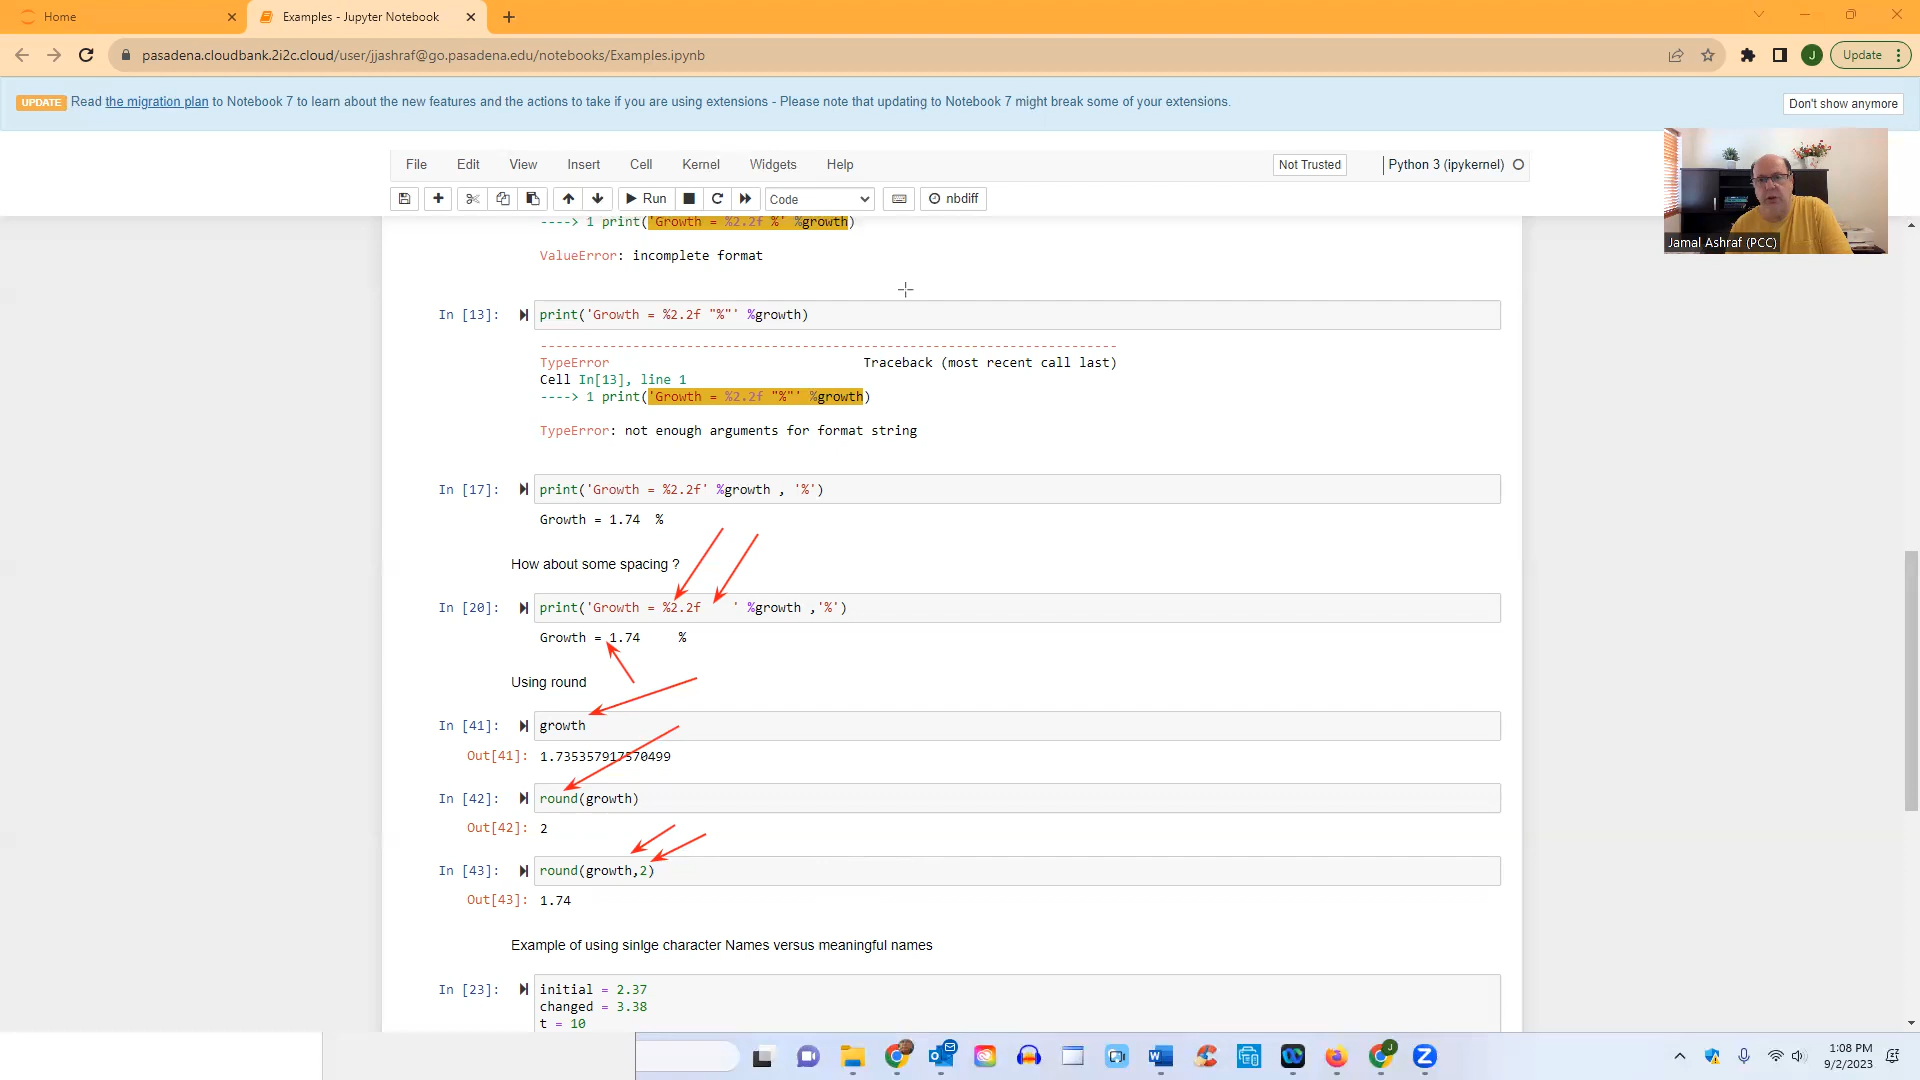 Home
Examples - Jupyter Notebook
pasadena.cloudbank.2i2c.cloud/user/jjashraf@go.pasadena.edu/notebooks/Examples.ipynb
J
Update
UPDATE Read the migration plan to Notebook 7 to learn about the new features and the actions to take if you are using extensions - Please note that updating to Notebook 7 might break some of your extensions.
Don't show anymore
File Edit View Insert Cell Kernel Widgets Help
Not Trusted
Python 3 (ipykernel)
Run
Code
nbdiff
Jamal Ashraf (PCC)
----> 1 print('Growth = %2.2f %' %growth)
ValueError: incomplete format
In [13]: print('Growth = %2.2f "%"' %growth)
---------------------------------------------------------------------------
TypeError Traceback (most recent call last)
Cell In[13], line 1
----> 1 print('Growth = %2.2f "%"' %growth)
TypeError: not enough arguments for format string
In [17]: print('Growth = %2.2f' %growth , '%')
Growth = 1.74  %
How about some spacing ?
In [20]: print('Growth = %2.2f    ' %growth ,'%')
Growth = 1.74     %
Using round
In [41]: growth
Out[41]: 1.735357917570499
In [42]: round(growth)
Out[42]: 2
In [43]: round(growth,2)
Out[43]: 1.74
Example of using sinlge character Names versus meaningful names
In [23]: initial = 2.37
changed = 3.38
t = 10
1:08 PM
9/2/2023